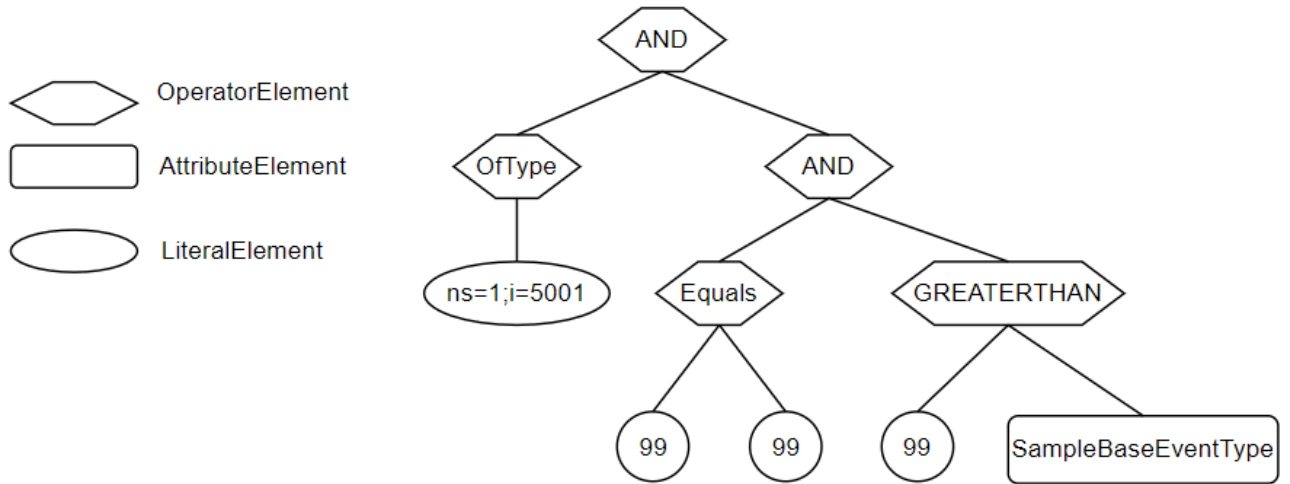 AND
OperatorElement
AttributeElement
OfType
AND
LiteralElement
ns=1;i=5001
Equals
GREATERTHAN
99
99
99
SampleBaseEventType